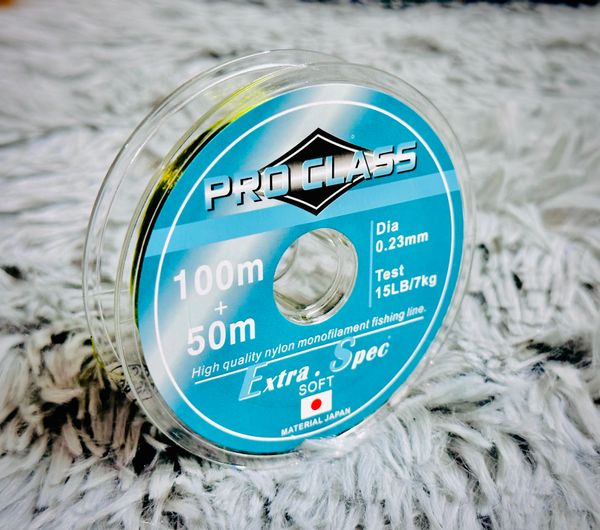 PRO CLASS
100m
+
50m
Dia
0.23mm
Test
15LB/7kg
High quality nylon monofilament fishing line.
Extra . Spec
SOFT
MATERIAL JAPAN